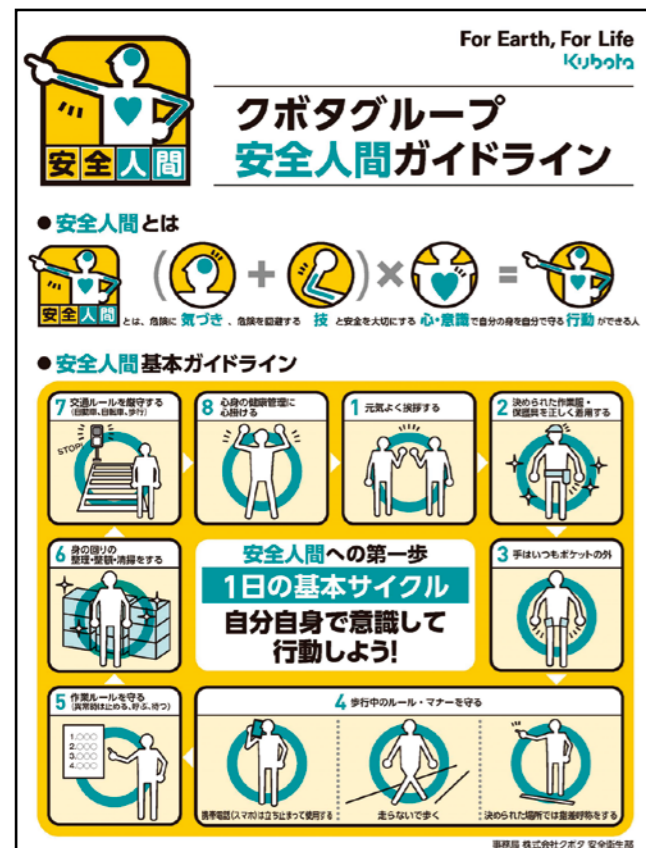 For Earth, For Life
Kubota
安全人間
クボタグループ
安全人間ガイドライン
●安全人間とは
( + ) × =
安全人間
とは、危険に 気づき 、危険を回避する 技 と安全を大切にする 心・意識で自分の身を自分で守る 行動 ができる人
●安全人間基本ガイドライン
7 交通ルールを厳守する
(自動車、自転車、歩行)
STOP!
8 心身の健康管理に
心掛ける
1 元気よく挨拶する
2 決められた作業服・
保護具を正しく着用する
6 身の回りの
整理・整頓・清掃をする
安全人間への第一歩
1日の基本サイクル
自分自身で意識して
行動しよう!
3 手はいつもポケットの外
5 作業ルールを守る
(異常時は止める、呼ぶ、待つ)
1.○○○
2.○○○
3.○○○
4.○○○
4 歩行中のルール・マナーを守る
携帯電話(スマホ)は立ち止まって使用する
走らないで歩く
決められた場所では指差呼称をする
事務局 株式会社クボタ 安全衛生部